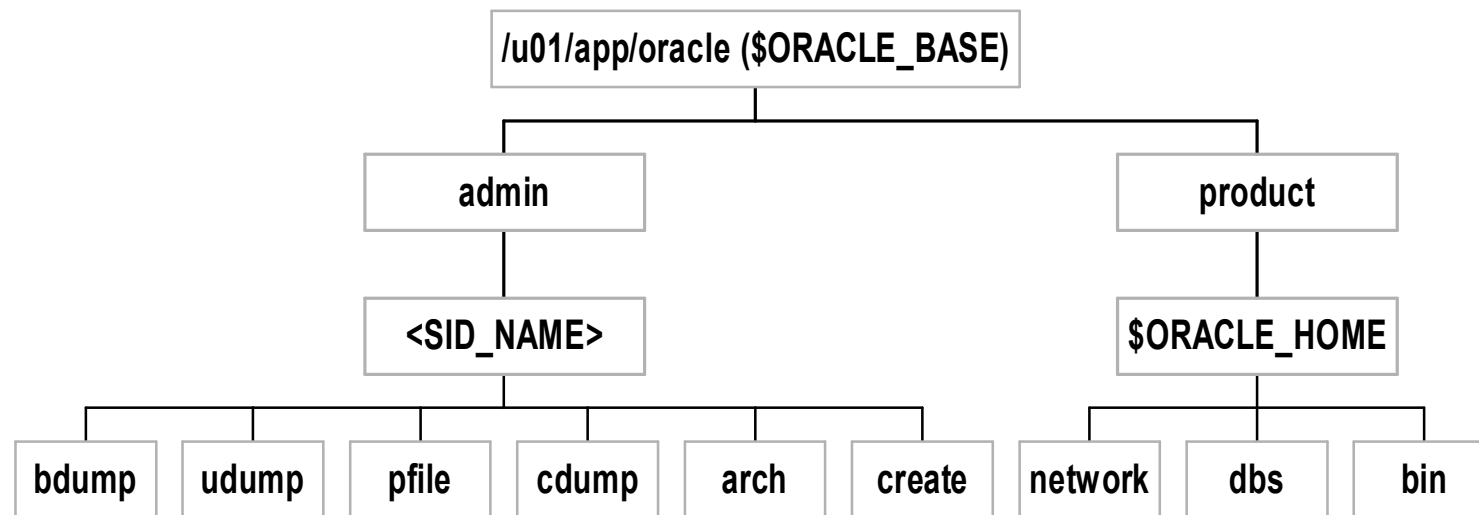 /u01/app/oracle ($ORACLE_BASE)
admin
product
<SID_NAME>
$ORACLE_HOME
bdump
udump
pfile
cdump
arch
create
network
dbs
bin